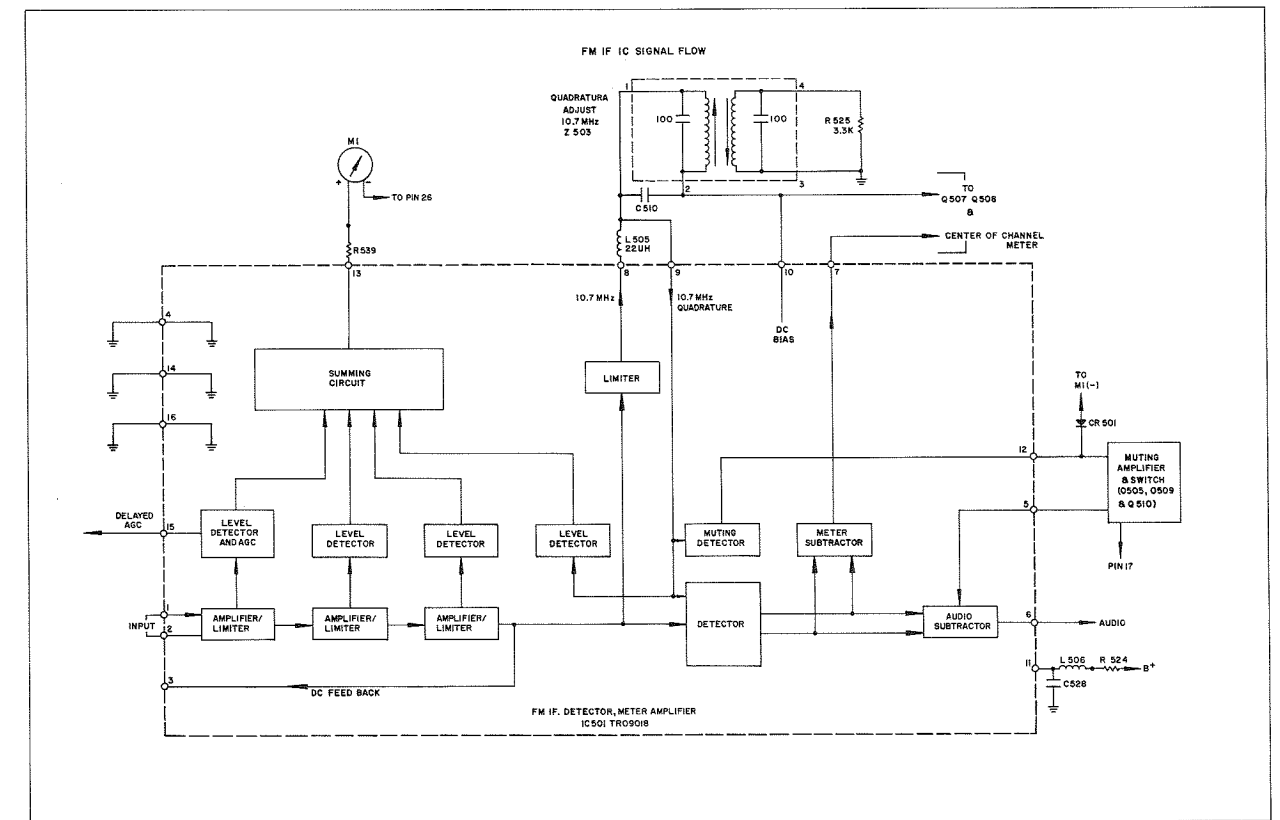 FM IF IC SIGNAL FLOW
QUADRATURA
ADJUST
10.7 MHz
Z 503
1
4
100
100
R 525
3.3K
2
3
M1
+
-
TO PIN 26
C510
TO
Q507 Q508
&
CENTER OF CHANNEL
METER
L505
22UH
R539
13
8
9
10
7
4
14
16
10.7 MHz
10.7 MHz
QUADRATURE
DC
BIAS
SUMMING
CIRCUIT
LIMITER
TO
M1(-)
CR 501
12
MUTING
AMPLIFIER
& SWITCH
(Q505, Q509
& Q510)
5
PIN 17
DELAYED
AGC
15
LEVEL
DETECTOR
AND AGC
LEVEL
DETECTOR
LEVEL
DETECTOR
LEVEL
DETECTOR
MUTING
DETECTOR
METER
SUBTRACTOR
INPUT
1
2
AMPLIFIER/
LIMITER
AMPLIFIER/
LIMITER
AMPLIFIER/
LIMITER
DETECTOR
AUDIO
SUBTRACTOR
6
AUDIO
11
L 506
R 524
B+
C528
3
DC FEED BACK
FM IF. DETECTOR, METER AMPLIFIER
IC501 TR09018